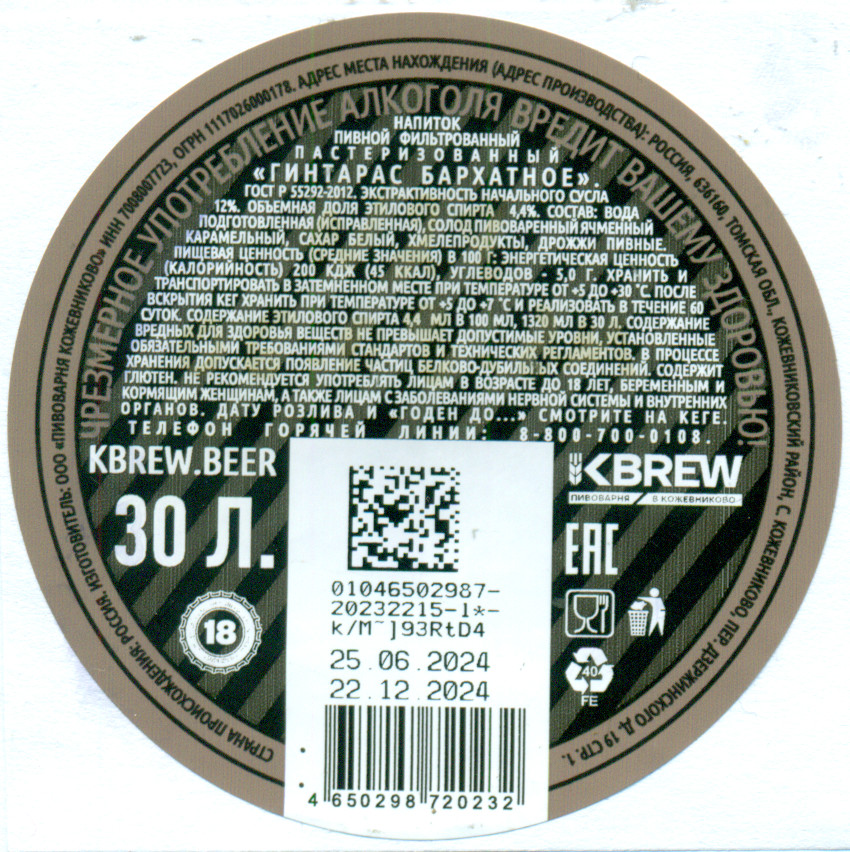 СТРАНА ПРОИСХОЖДЕНИЯ: РОССИЯ. ИЗГОТОВИТЕЛЬ: ООО «ПИВОВАРНЯ КОЖЕВНИКОВО» ИНН 7008007723, ОГРН 1117026000178. АДРЕС МЕСТА НАХОЖДЕНИЯ (АДРЕС ПРОИЗВОДСТВА): РОССИЯ, 636160, ТОМСКАЯ ОБЛ., КОЖЕВНИКОВСКИЙ РАЙОН, С. КОЖЕВНИКОВО, ПЕР. ДЗЕРЖИНСКОГО Д. 19 СТР. 1.
ЧРЕЗМЕРНОЕ УПОТРЕБЛЕНИЕ АЛКОГОЛЯ ВРЕДИТ ВАШЕМУ ЗДОРОВЬЮ!
НАПИТОК
ПИВНОЙ ФИЛЬТРОВАННЫЙ
ПАСТЕРИЗОВАННЫЙ
«ГИНТАРАС БАРХАТНОЕ».
ГОСТ Р 55292-2012. ЭКСТРАКТИВНОСТЬ НАЧАЛЬНОГО СУСЛА
12%. ОБЪЕМНАЯ ДОЛЯ ЭТИЛОВОГО СПИРТА 4,4%. СОСТАВ: ВОДА
ПОДГОТОВЛЕННАЯ (ИСПРАВЛЕННАЯ), СОЛОД ПИВОВАРЕННЫЙ ЯЧМЕННЫЙ
КАРАМЕЛЬНЫЙ, САХАР БЕЛЫЙ, ХМЕЛЕПРОДУКТЫ, ДРОЖЖИ ПИВНЫЕ.
ПИЩЕВАЯ ЦЕННОСТЬ (СРЕДНИЕ ЗНАЧЕНИЯ) В 100 Г: ЭНЕРГЕТИЧЕСКАЯ ЦЕННОСТЬ
(КАЛОРИЙНОСТЬ) 200 КДЖ (45 ККАЛ), УГЛЕВОДОВ - 5,0 Г. ХРАНИТЬ И
ТРАНСПОРТИРОВАТЬ В ЗАТЕМНЕННОМ МЕСТЕ ПРИ ТЕМПЕРАТУРЕ ОТ +5 ДО +30 °С. ПОСЛЕ
ВСКРЫТИЯ КЕГ ХРАНИТЬ ПРИ ТЕМПЕРАТУРЕ ОТ +5 ДО +7 °С И РЕАЛИЗОВАТЬ В ТЕЧЕНИЕ 60
СУТОК. СОДЕРЖАНИЕ ЭТИЛОВОГО СПИРТА 4,4 МЛ В 100 МЛ, 1320 МЛ В 30 Л. СОДЕРЖАНИЕ
ВРЕДНЫХ ДЛЯ ЗДОРОВЬЯ ВЕЩЕСТВ НЕ ПРЕВЫШАЕТ ДОПУСТИМЫЕ УРОВНИ, УСТАНОВЛЕННЫЕ
ОБЯЗАТЕЛЬНЫМИ ТРЕБОВАНИЯМИ СТАНДАРТОВ И ТЕХНИЧЕСКИХ РЕГЛАМЕНТОВ. В ПРОЦЕССЕ
ХРАНЕНИЯ ДОПУСКАЕТСЯ ПОЯВЛЕНИЕ ЧАСТИЦ БЕЛКОВО-ДУБИЛЬНЫХ СОЕДИНЕНИЙ. СОДЕРЖИТ
ГЛЮТЕН. НЕ РЕКОМЕНДУЕТСЯ УПОТРЕБЛЯТЬ ЛИЦАМ В ВОЗРАСТЕ ДО 18 ЛЕТ, БЕРЕМЕННЫМ И
КОРМЯЩИМ ЖЕНЩИНАМ, А ТАКЖЕ ЛИЦАМ С ЗАБОЛЕВАНИЯМИ НЕРВНОЙ СИСТЕМЫ И ВНУТРЕННИХ
ОРГАНОВ. ДАТУ РОЗЛИВА И «ГОДЕН ДО...» СМОТРИТЕ НА КЕГЕ.
ТЕЛЕФОН ГОРЯЧЕЙ ЛИНИИ: 8-800-700-0108.
KBREW.BEER
30 Л.
18
KBREW
ПИВОВАРНЯ В КОЖЕВНИКОВО
EAC
40
FE
01046502987-
20232215-1*-
k/M~]93RtD4
25.06.2024
22.12.2024
4 650298 720232